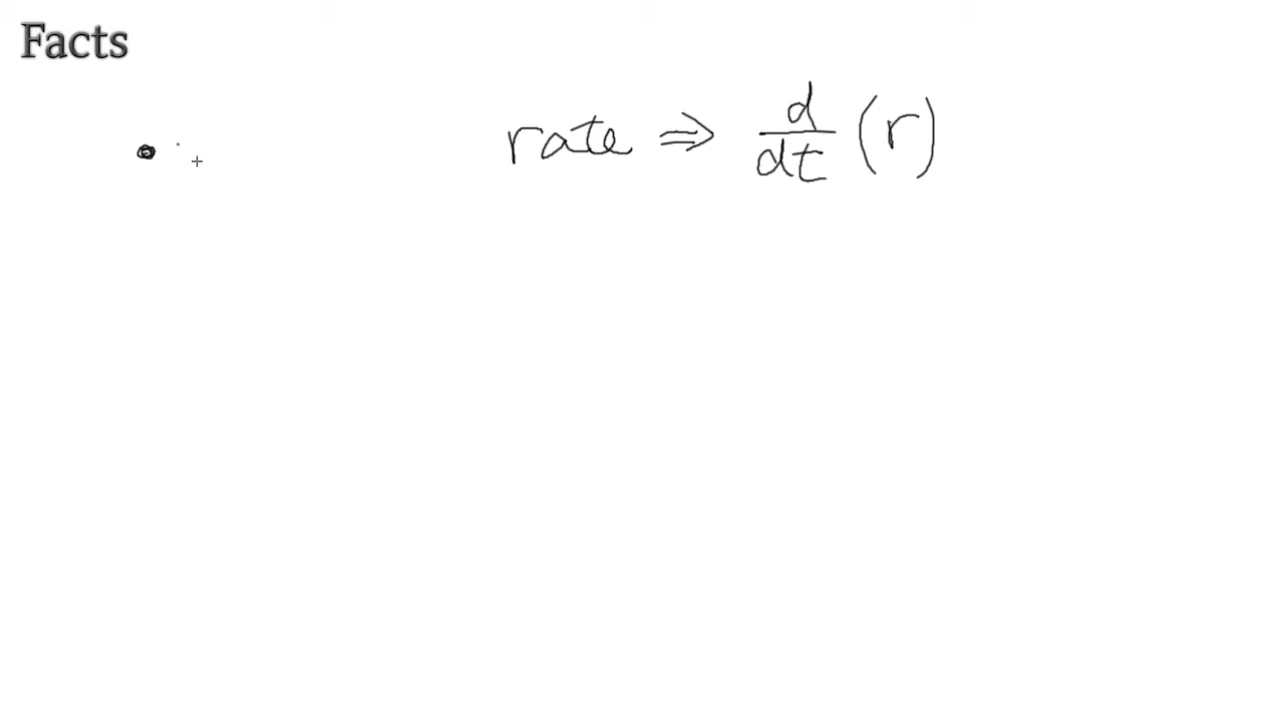 Facts
rate ⇒ d/dt (r)